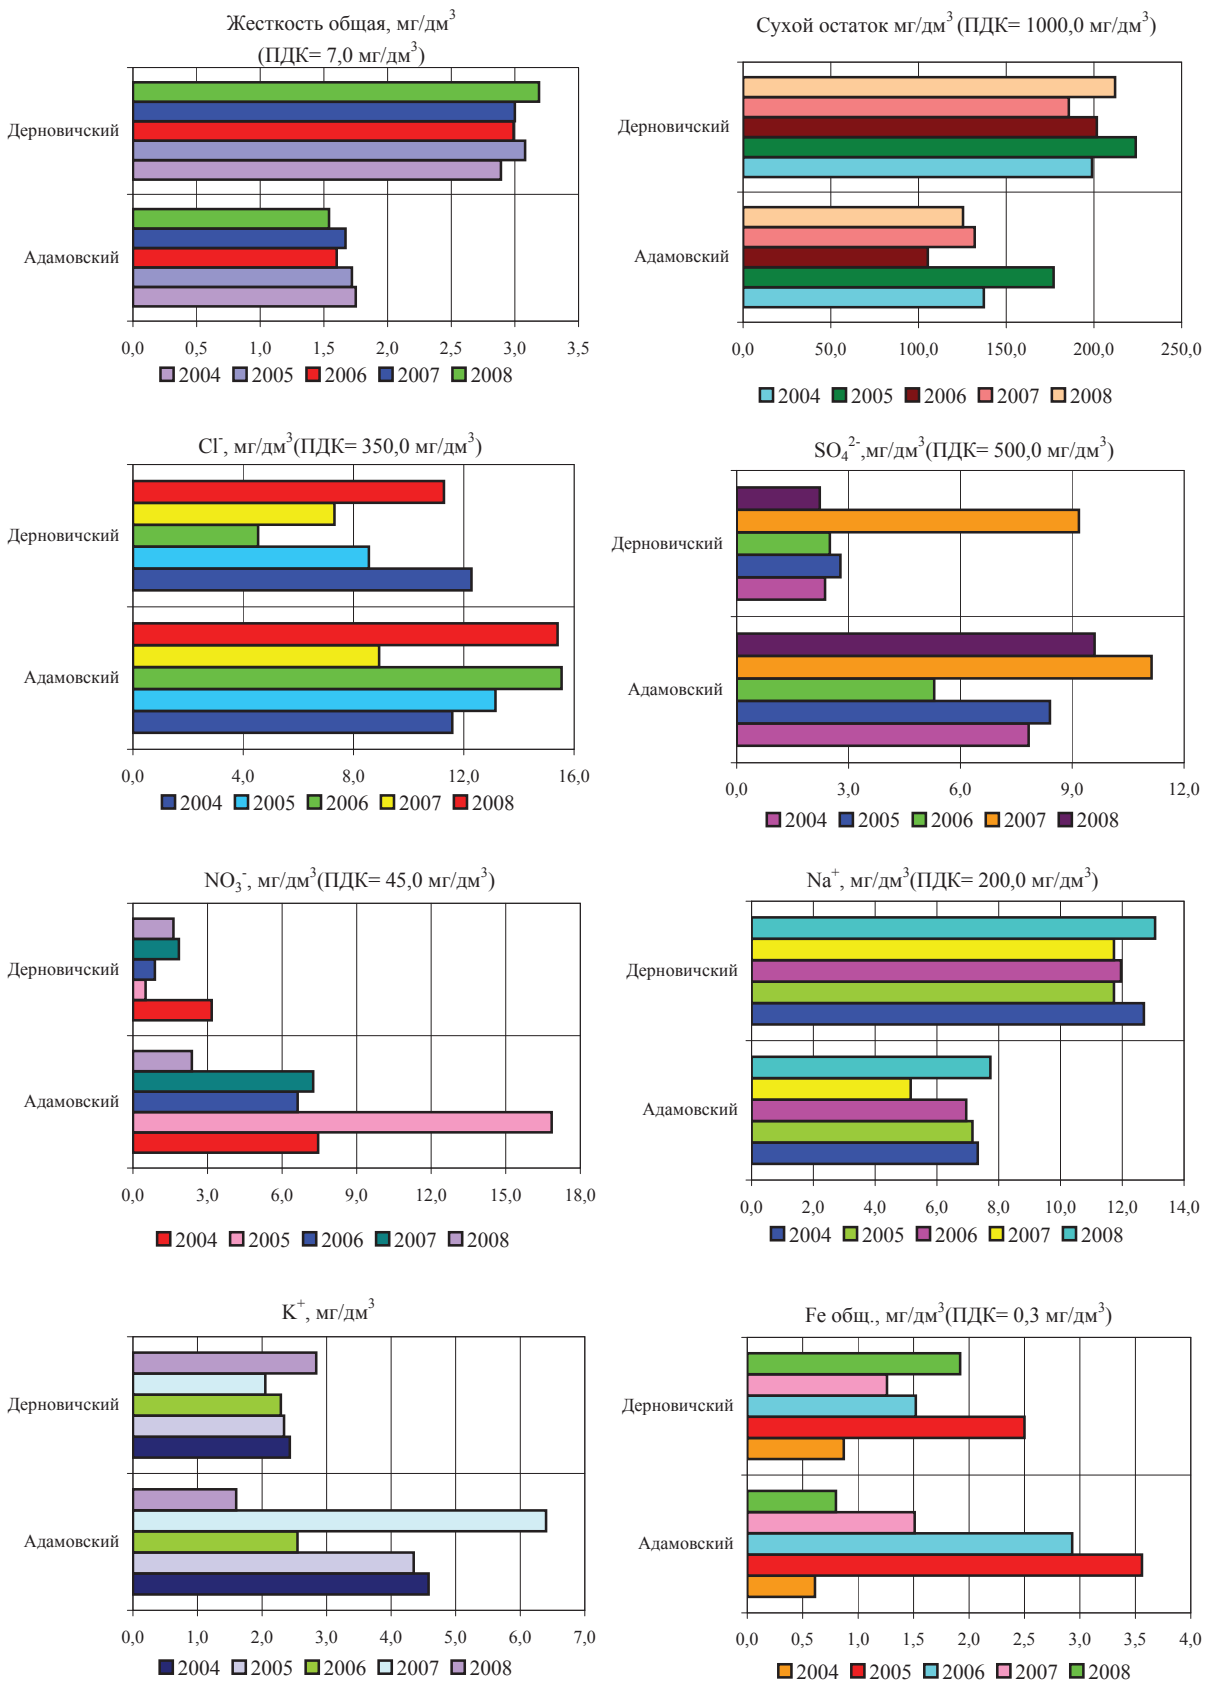 Жесткость общая, мг/дм³
(ПДК= 7,0 мг/дм³)
Дерновичский
Адамовский
0,0 0,5 1,0 1,5 2,0 2,5 3,0 3,5
2004 2005 2006 2007 2008
Сухой остаток мг/дм³ (ПДК= 1000,0 мг/дм³)
Дерновичский
Адамовский
0,0 50,0 100,0 150,0 200,0 250,0
2004 2005 2006 2007 2008
Cl⁻, мг/дм³(ПДК= 350,0 мг/дм³)
Дерновичский
Адамовский
0,0 4,0 8,0 12,0 16,0
2004 2005 2006 2007 2008
SO₄²⁻,мг/дм³(ПДК= 500,0 мг/дм³)
Дерновичский
Адамовский
0,0 3,0 6,0 9,0 12,0
2004 2005 2006 2007 2008
NO₃⁻, мг/дм³(ПДК= 45,0 мг/дм³)
Дерновичский
Адамовский
0,0 3,0 6,0 9,0 12,0 15,0 18,0
2004 2005 2006 2007 2008
Na⁺, мг/дм³(ПДК= 200,0 мг/дм³)
Дерновичский
Адамовский
0,0 2,0 4,0 6,0 8,0 10,0 12,0 14,0
2004 2005 2006 2007 2008
K⁺, мг/дм³
Дерновичский
Адамовский
0,0 1,0 2,0 3,0 4,0 5,0 6,0 7,0
2004 2005 2006 2007 2008
Fe общ., мг/дм³(ПДК= 0,3 мг/дм³)
Дерновичский
Адамовский
0,0 0,5 1,0 1,5 2,0 2,5 3,0 3,5 4,0
2004 2005 2006 2007 2008